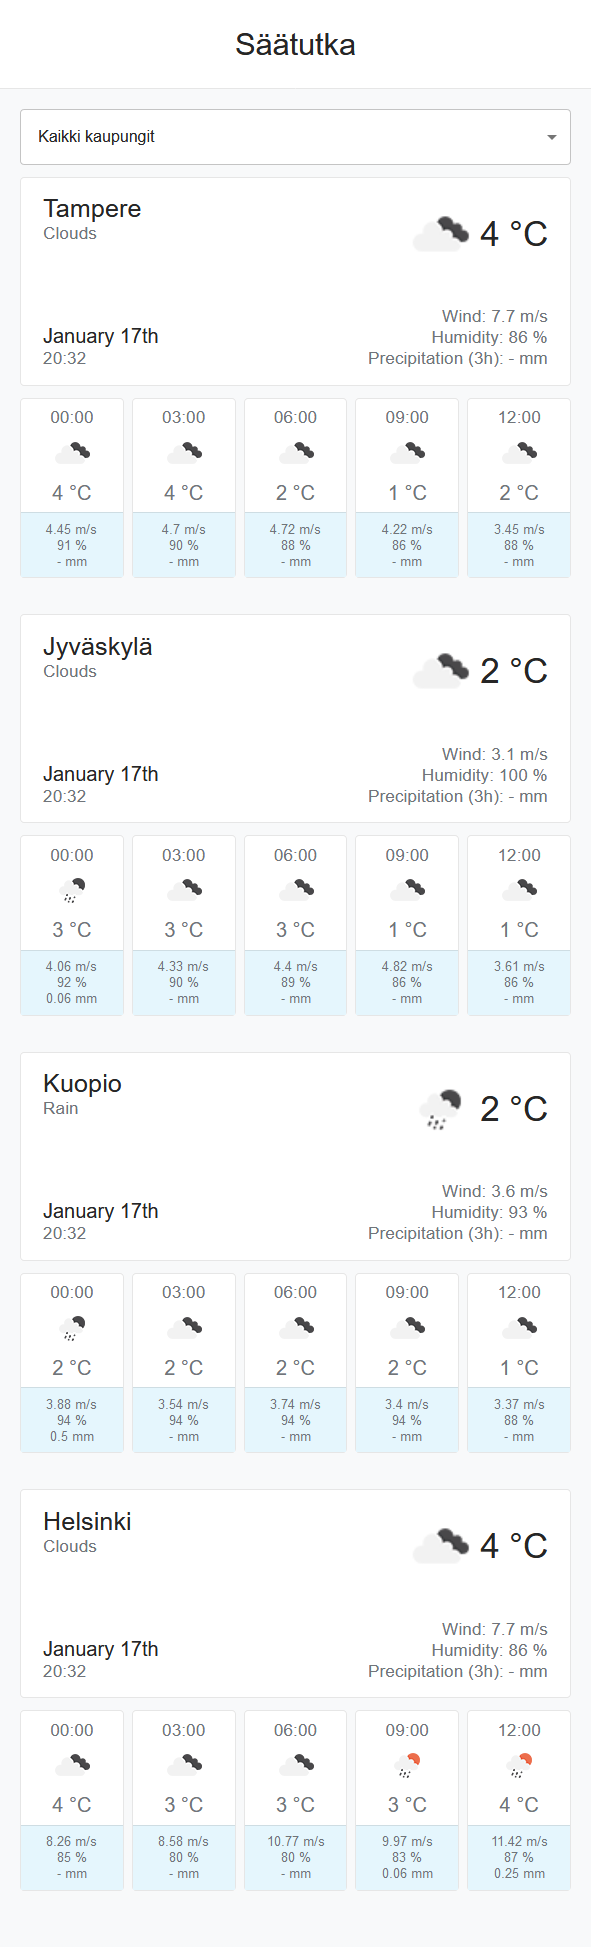 Säätutka
Kaikki kaupungit
Tampere
Clouds
4 °C
January 17th
20:32
Wind: 7.7 m/s
Humidity: 86 %
Precipitation (3h): - mm
00:00 03:00 06:00 09:00 12:00
4 °C 4 °C 2 °C 1 °C 2 °C
4.45 m/s 4.7 m/s 4.72 m/s 4.22 m/s 3.45 m/s
91 % 90 % 88 % 86 % 88 %
- mm - mm - mm - mm - mm
Jyväskylä
Clouds
2 °C
January 17th
20:32
Wind: 3.1 m/s
Humidity: 100 %
Precipitation (3h): - mm
00:00 03:00 06:00 09:00 12:00
3 °C 3 °C 3 °C 1 °C 1 °C
4.06 m/s 4.33 m/s 4.4 m/s 4.82 m/s 3.61 m/s
92 % 90 % 89 % 86 % 86 %
0.06 mm - mm - mm - mm - mm
Kuopio
Rain
2 °C
January 17th
20:32
Wind: 3.6 m/s
Humidity: 93 %
Precipitation (3h): - mm
00:00 03:00 06:00 09:00 12:00
2 °C 2 °C 2 °C 2 °C 1 °C
3.88 m/s 3.54 m/s 3.74 m/s 3.4 m/s 3.37 m/s
94 % 94 % 94 % 94 % 88 %
0.5 mm - mm - mm - mm - mm
Helsinki
Clouds
4 °C
January 17th
20:32
Wind: 7.7 m/s
Humidity: 86 %
Precipitation (3h): - mm
00:00 03:00 06:00 09:00 12:00
4 °C 3 °C 3 °C 3 °C 4 °C
8.26 m/s 8.58 m/s 10.77 m/s 9.97 m/s 11.42 m/s
85 % 80 % 80 % 83 % 87 %
- mm - mm - mm 0.06 mm 0.25 mm